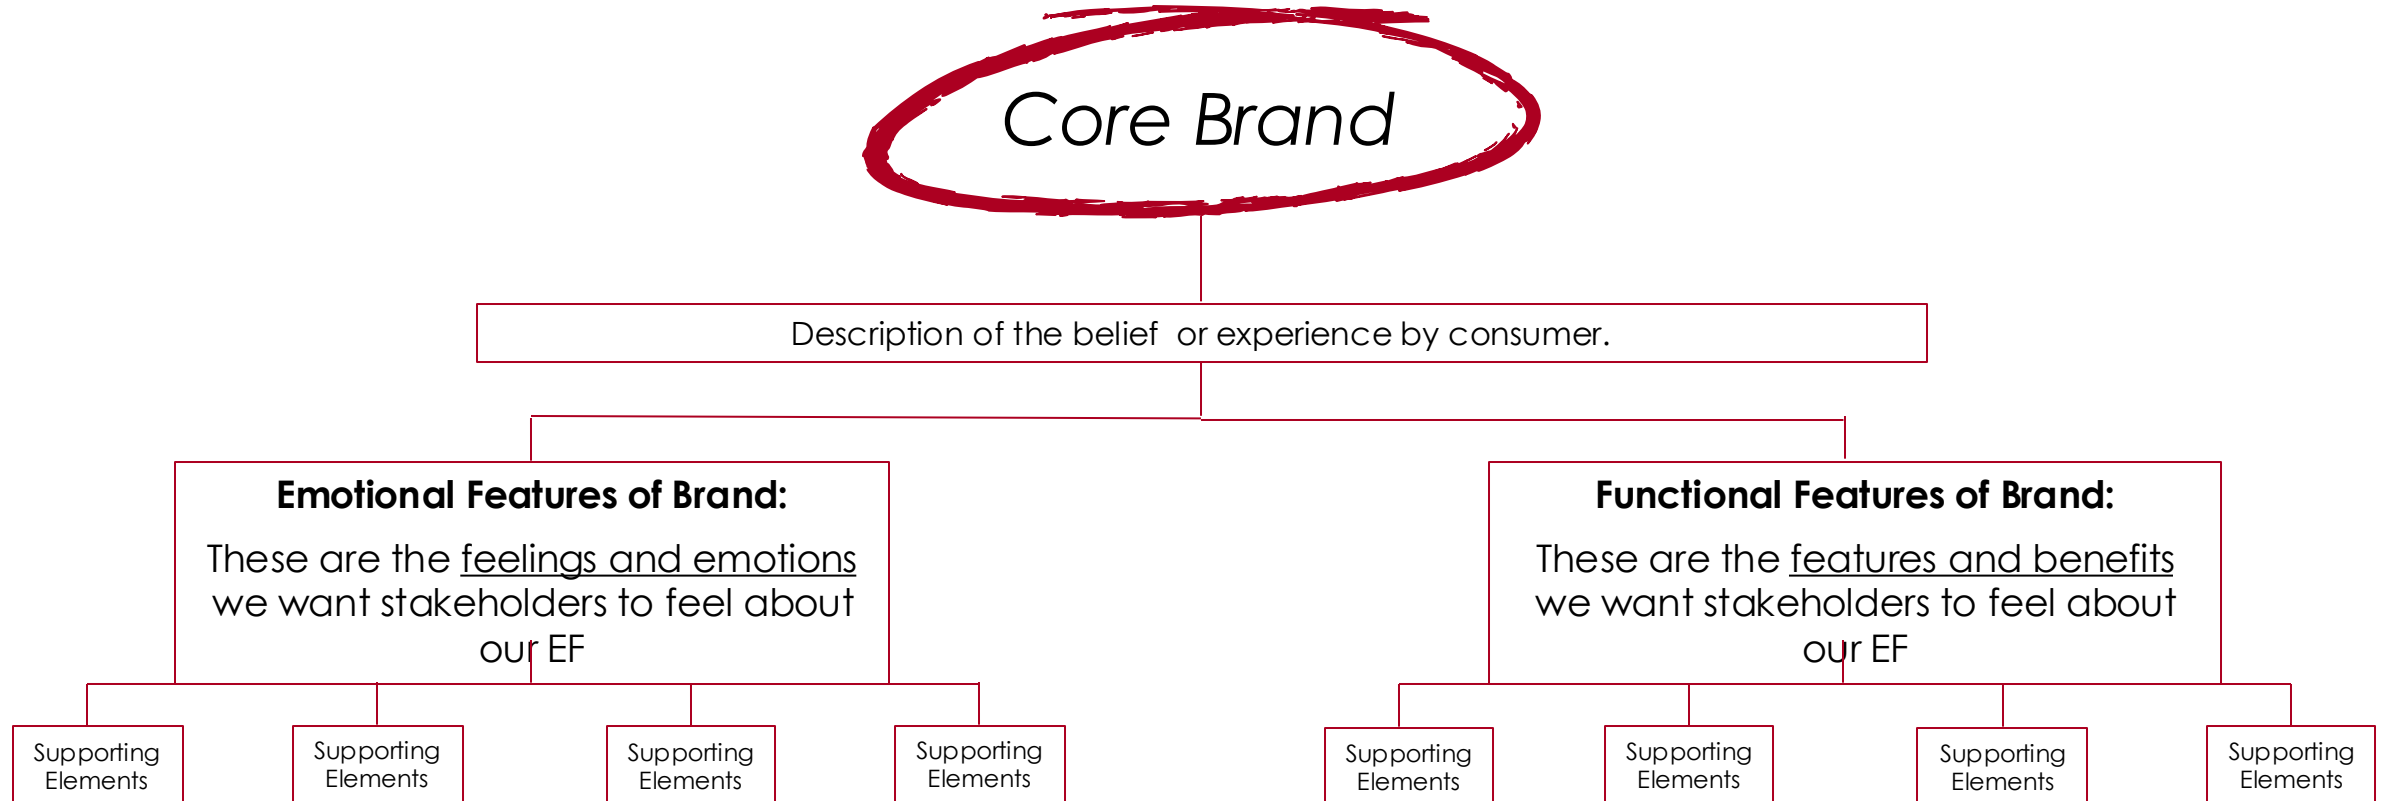 Core Brand
Description of the belief  or experience by consumer.
Emotional Features of Brand:
These are the feelings and emotions
we want stakeholders to feel about
our EF
Functional Features of Brand:
These are the features and benefits
we want stakeholders to feel about
our EF
Supporting
Elements
Supporting
Elements
Supporting
Elements
Supporting
Elements
Supporting
Elements
Supporting
Elements
Supporting
Elements
Supporting
Elements